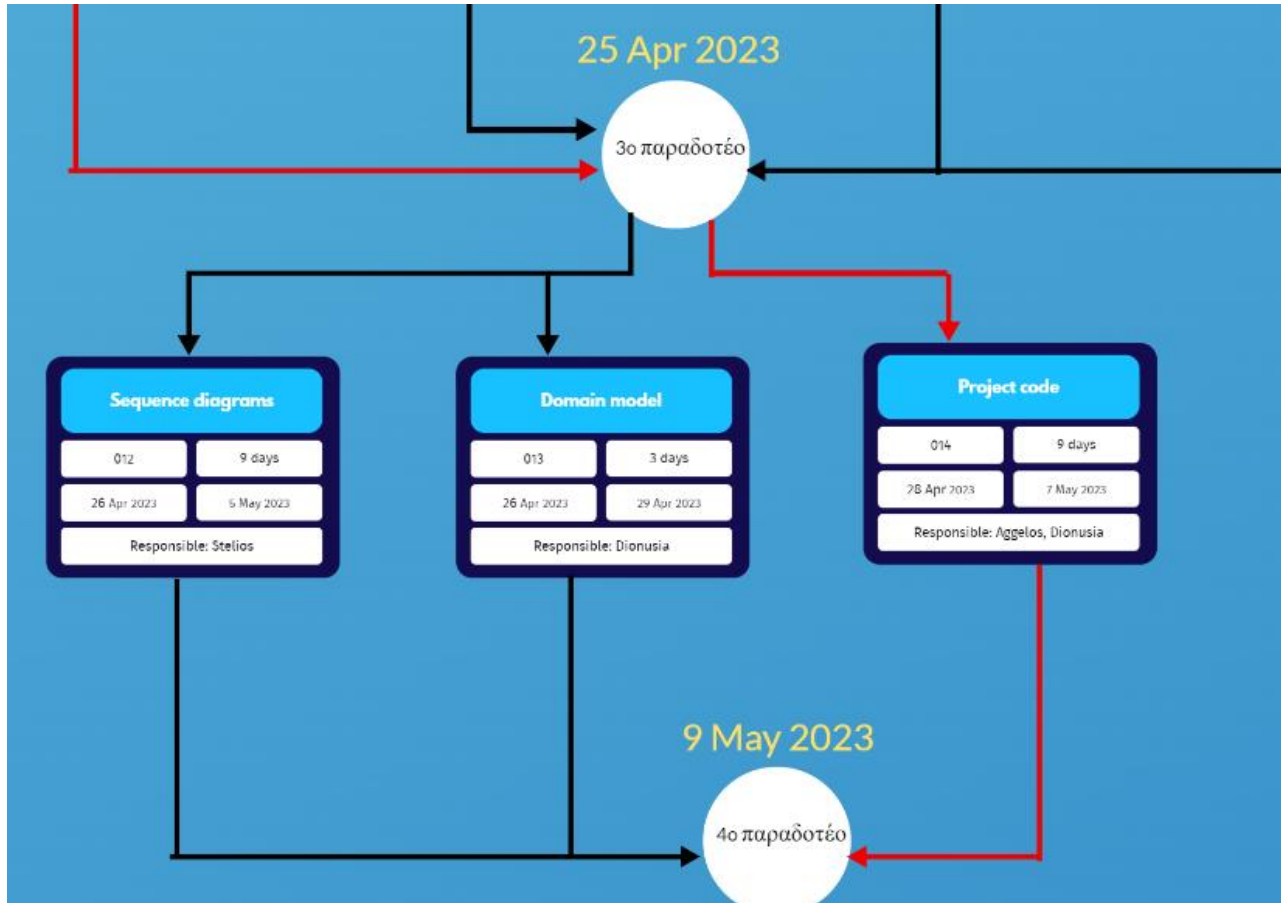 25 Apr 2023
3ο παραδοτέο
Sequence diagrams
012
9 days
26 Apr 2023
5 May 2023
Responsible: Stelios
Domain model
013
3 days
26 Apr 2023
29 Apr 2023
Responsible: Dionusia
Project code
014
9 days
28 Apr 2023
7 May 2023
Responsible: Aggelos, Dionusia
9 May 2023
4ο παραδοτέο